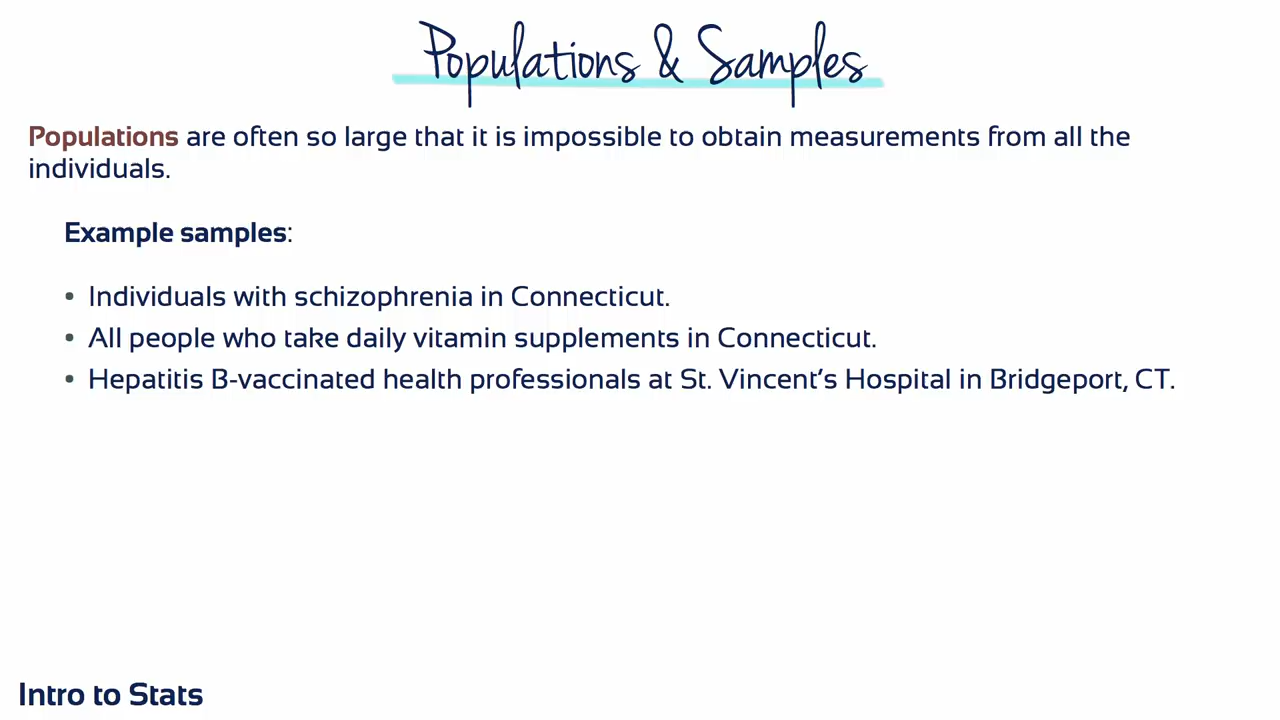 Populations & Samples
Populations are often so large that it is impossible to obtain measurements from all the
individuals.
Example samples:
• Individuals with schizophrenia in Connecticut.
• All people who take daily vitamin supplements in Connecticut.
• Hepatitis B-vaccinated health professionals at St. Vincent’s Hospital in Bridgeport, CT.
Intro to Stats